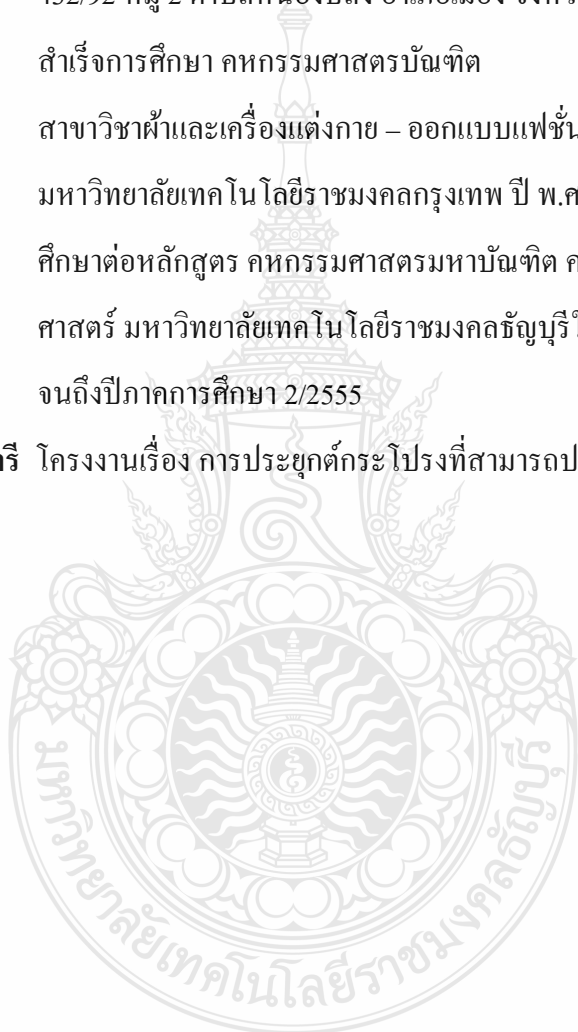 สำเร็จการศึกษา คหกรรมศาสตรบัณฑิต
สาขาวิชาผ้าและเครื่องแต่งกาย – ออกแบบแฟชั่น
มหาวิทยาลัยเทคโนโลยีราชมงคลกรุงเทพ ปี พ.ศ
ศึกษาต่อหลักสูตร คหกรรมศาสตรมหาบัณฑิต ค
ศาสตร์ มหาวิทยาลัยเทคโนโลยีราชมงคลธัญบุรี
จนถึงปีภาคการศึกษา 2/2555
รี โครงงานเรื่อง การประยุกต์กระโปรงที่สามารถป
มหาวิทยาลัยเทคโนโลยีราชมงคลธัญบุรี